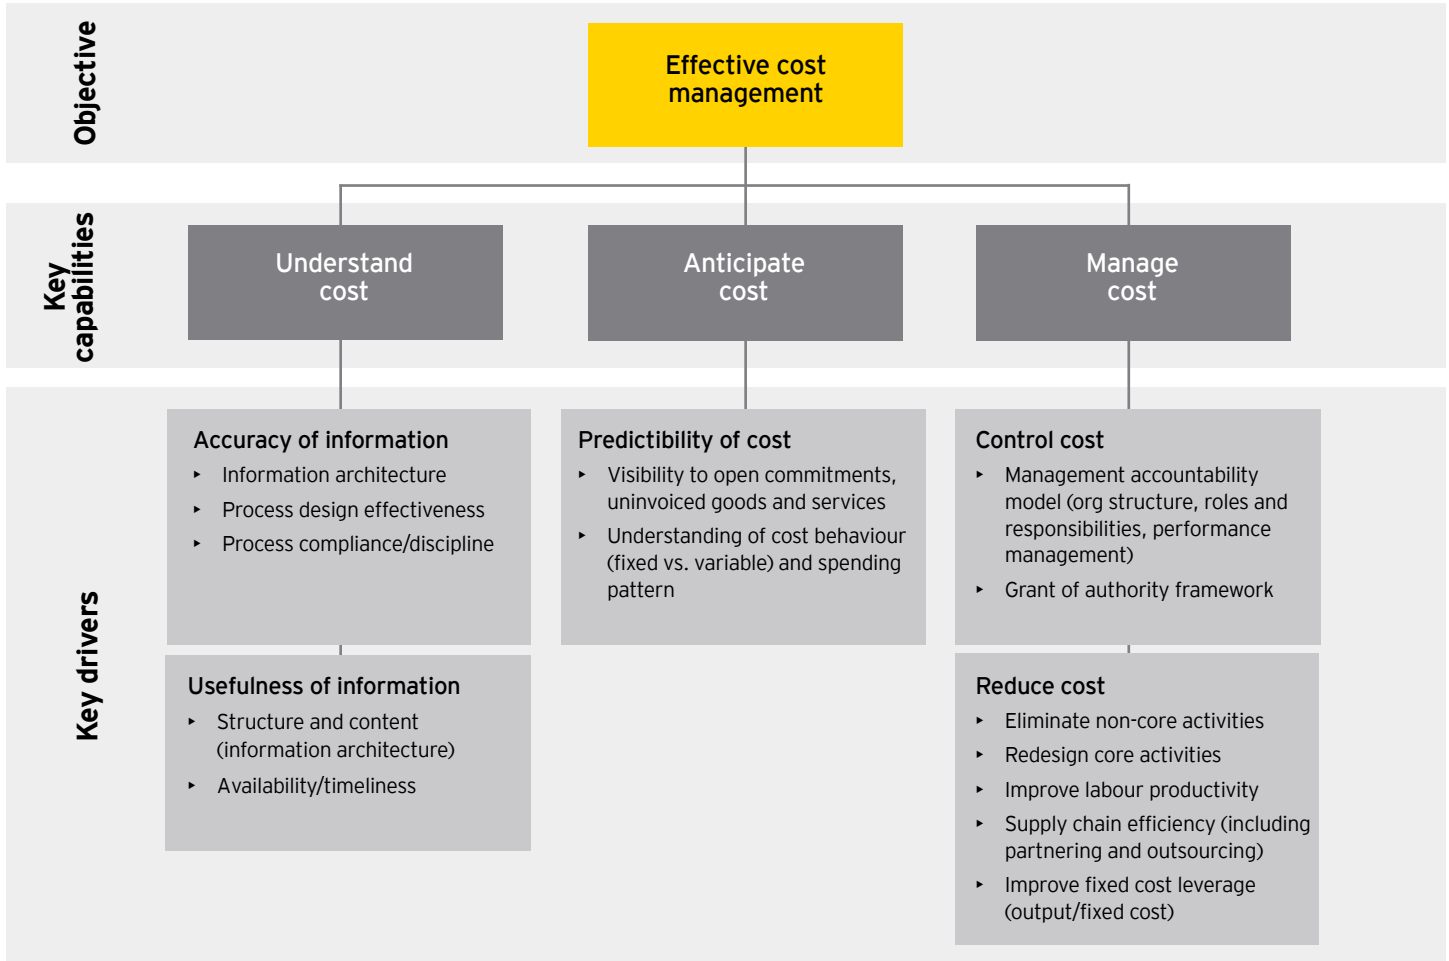 Objective
Effective cost
management
Key
capabilities
Understand
cost
Anticipate
cost
Manage
cost
Key drivers
Accuracy of information
‣ Information architecture
‣ Process design effectiveness
‣ Process compliance/discipline
Usefulness of information
‣ Structure and content
(information architecture)
‣ Availability/timeliness
Predictibility of cost
‣ Visibility to open commitments,
uninvoiced goods and services
‣ Understanding of cost behaviour
(fixed vs. variable) and spending
pattern
Control cost
‣ Management accountability
model (org structure, roles and
responsibilities, performance
management)
‣ Grant of authority framework
Reduce cost
‣ Eliminate non-core activities
‣ Redesign core activities
‣ Improve labour productivity
‣ Supply chain efficiency (including
partnering and outsourcing)
‣ Improve fixed cost leverage
(output/fixed cost)